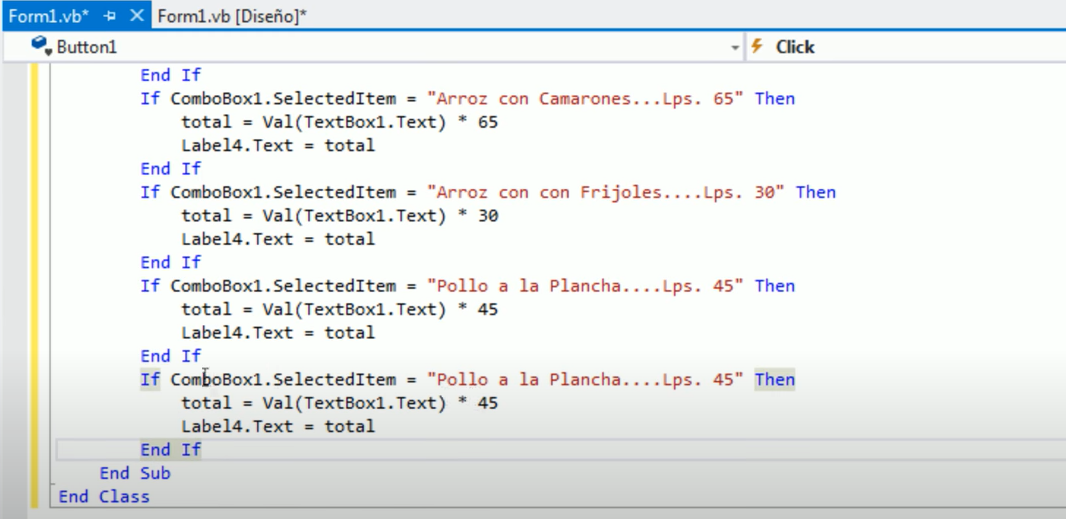 Form1.vb* Form1.vb [Diseño]*
Button1 Click
End If
If ComboBox1.SelectedItem = "Arroz con Camarones...Lps. 65" Then
total = Val(TextBox1.Text) * 65
Label4.Text = total
End If
If ComboBox1.SelectedItem = "Arroz con con Frijoles....Lps. 30" Then
total = Val(TextBox1.Text) * 30
Label4.Text = total
End If
If ComboBox1.SelectedItem = "Pollo a la Plancha....Lps. 45" Then
total = Val(TextBox1.Text) * 45
Label4.Text = total
End If
If ComboBox1.SelectedItem = "Pollo a la Plancha....Lps. 45" Then
total = Val(TextBox1.Text) * 45
Label4.Text = total
End If
End Sub
End Class